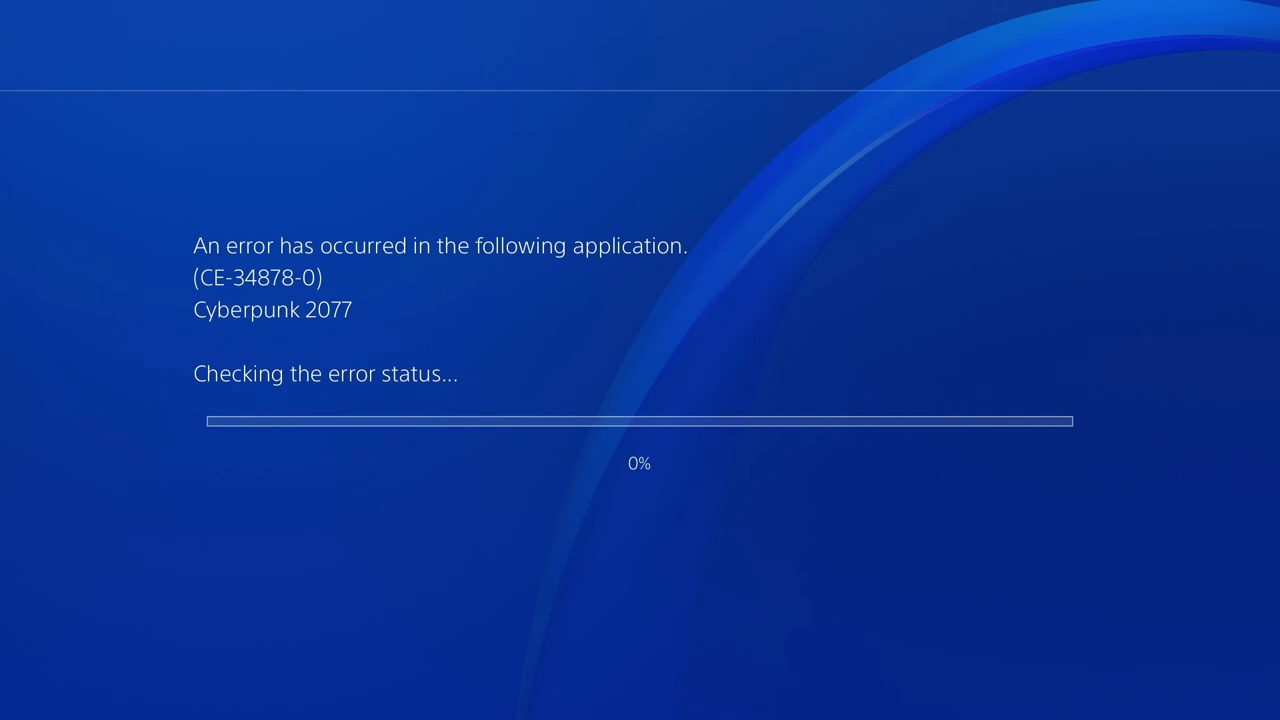 An error has occurred in the following application.
(CE-34878-0)
Cyberpunk 2077
Checking the error status...
0%